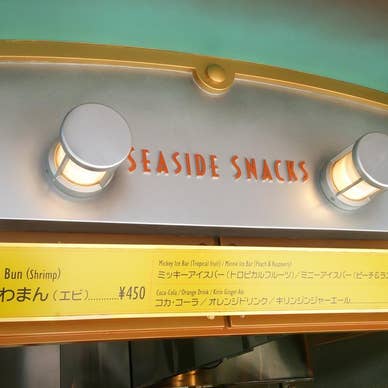 SEASIDE SNACKS
Bun (Shrimp)
わまん（エビ）............¥450
Mickey Ice Bar (Tropical Fruit) / Minnie Ice Bar (Peach & Raspberry)
ミッキーアイスバー（トロピカルフルーツ）／ミニーアイスバー（ピーチ＆ラズ
Coca-Cola / Orange Drink / Kirin Ginger Ale
コカ・コーラ／オレンジドリンク／キリンジンジャーエール